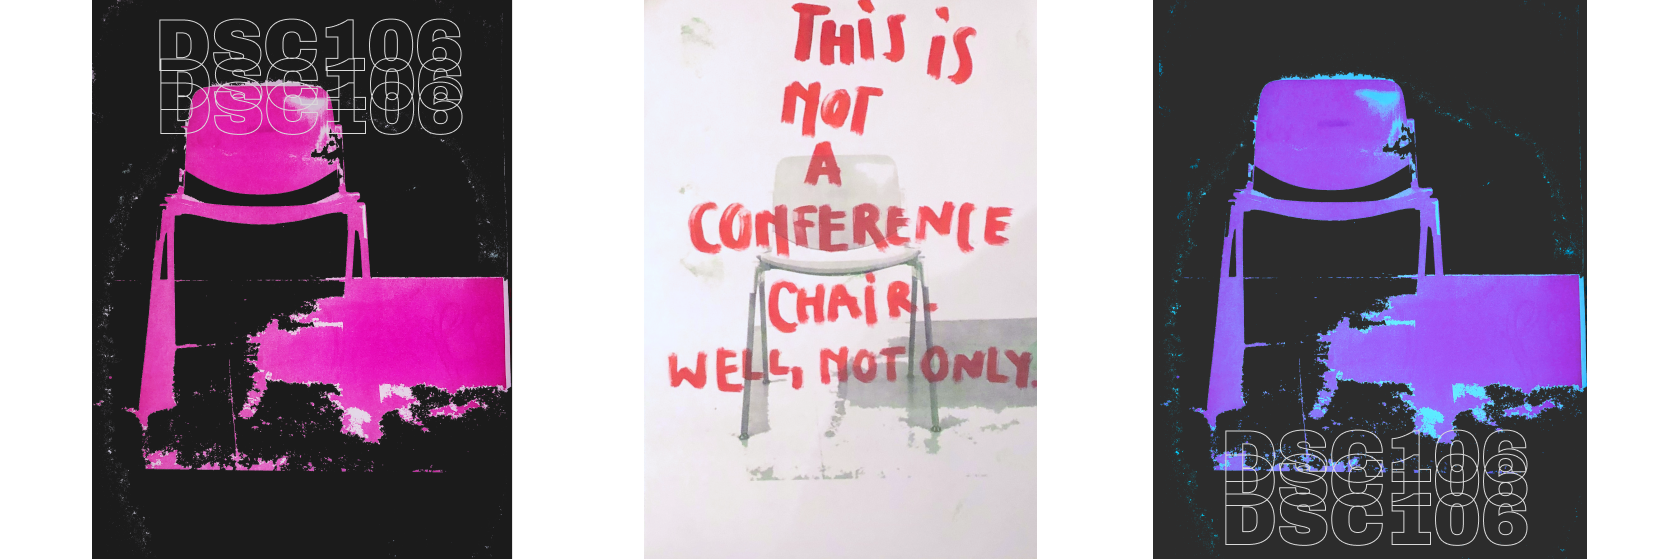 DSC106
DSC106
DSC106
THIS IS
NOT
A
CONFERENCE
CHAIR.
WELL, NOT ONLY.
DSC106
DSC106
DSC106